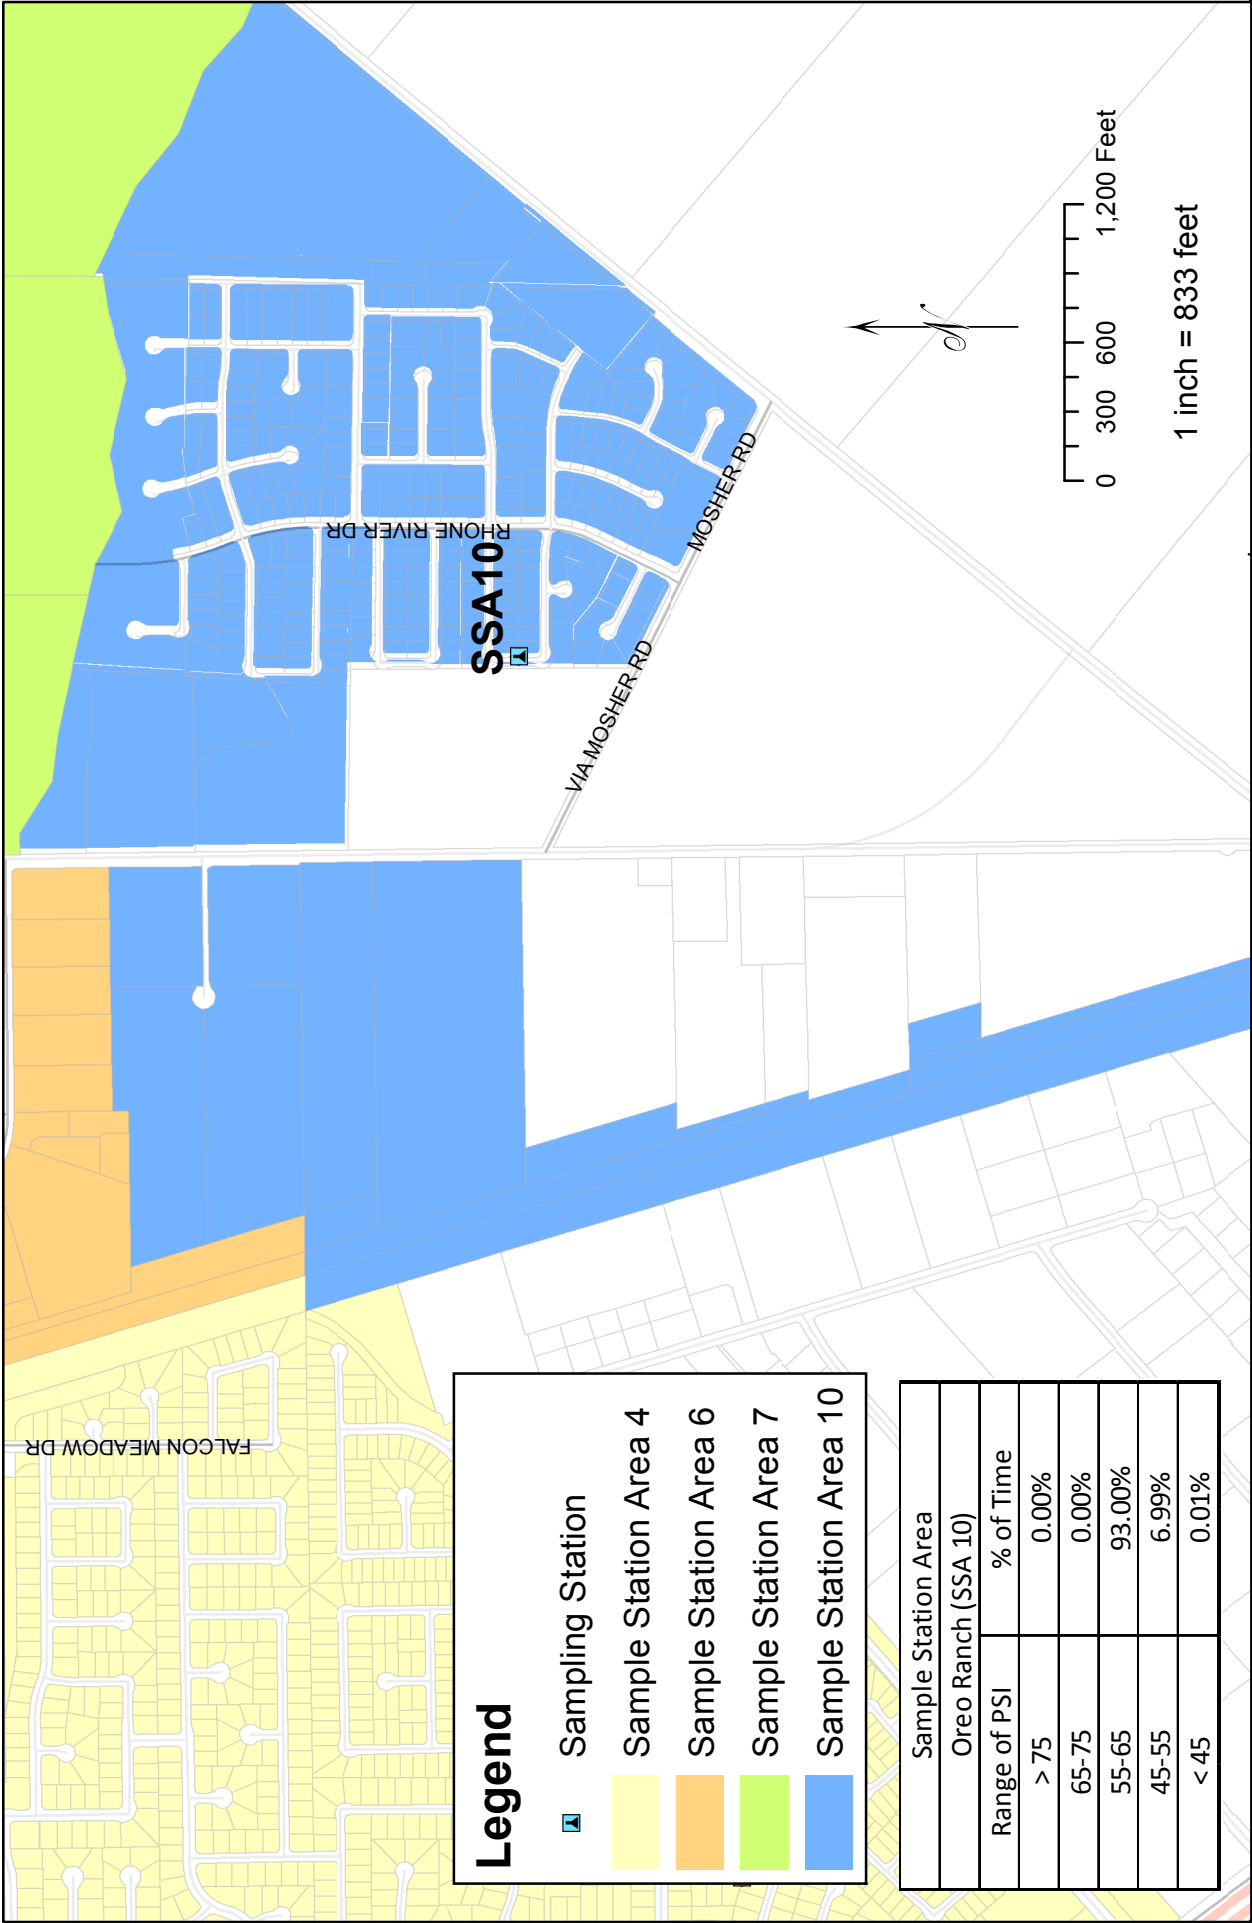 FALCON MEADOW DR
RHONE RIVER DR
SSA10
VIA MOSHER RD
MOSHER RD
Legend
Sampling Station
Sample Station Area 4
Sample Station Area 6
Sample Station Area 7
Sample Station Area 10
Sample Station Area
Oreo Ranch (SSA 10)
Range of PSI % of Time
> 75 0.00%
65-75 0.00%
55-65 93.00%
45-55 6.99%
< 45 0.01%
N
0 300 600 1,200 Feet
1 inch = 833 feet